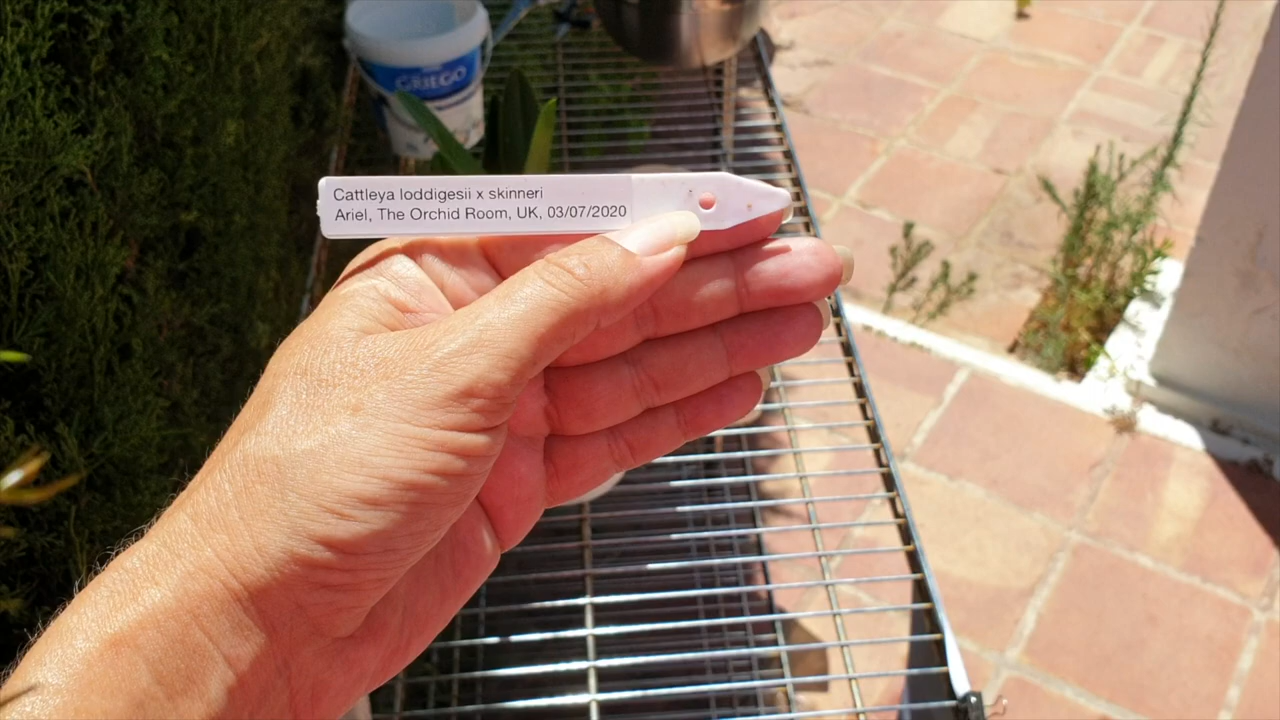 GRIEGO
Cattleya loddigesii x skinneri
Ariel, The Orchid Room, UK, 03/07/2020